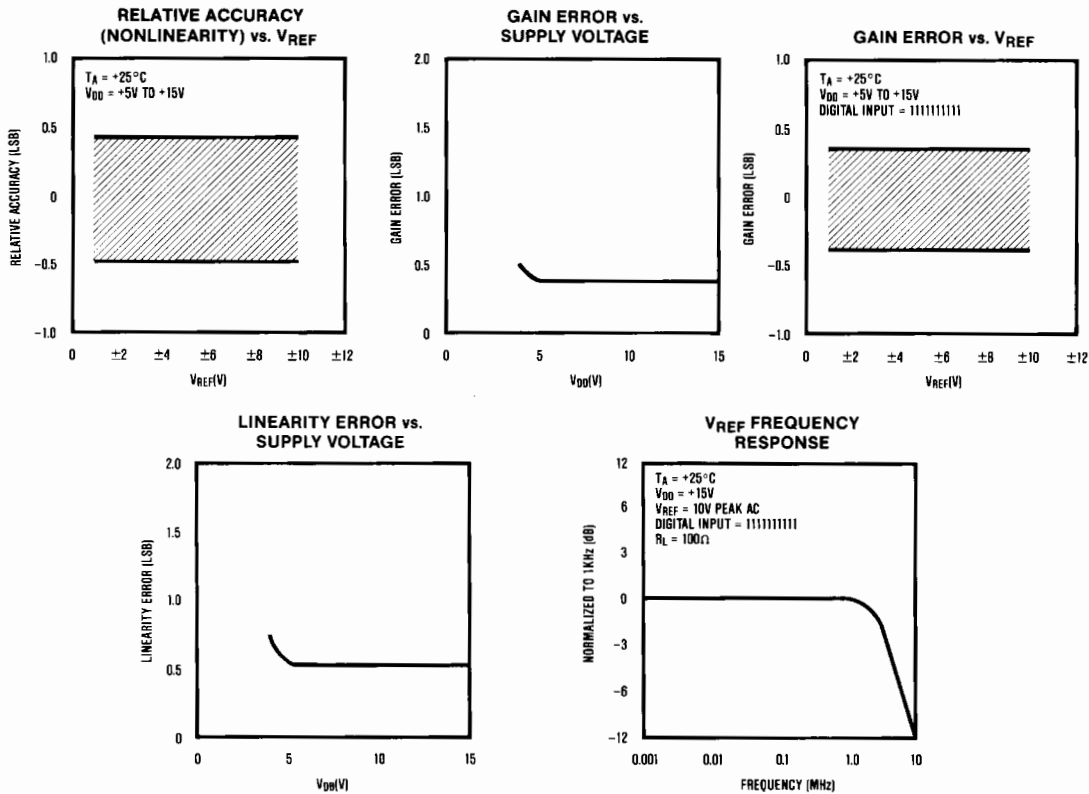 RELATIVE ACCURACY
(NONLINEARITY) vs. VREF
1.0
0.5
0
−0.5
−1.0
RELATIVE ACCURACY (LSB)
TA = +25°C
VDD = +5V TO +15V
0 ±2 ±4 ±6 ±8 ±10 ±12
VREF(V)
GAIN ERROR vs.
SUPPLY VOLTAGE
2.0
1.5
1.0
0.5
0
GAIN ERROR (LSB)
0 5 10 15
VDD(V)
GAIN ERROR vs. VREF
1.0
0.5
0
−0.5
−1.0
GAIN ERROR (LSB)
TA = +25°C
VDD = +5V TO +15V
DIGITAL INPUT = 1111111111
0 ±2 ±4 ±6 ±8 ±10 ±12
VREF(V)
LINEARITY ERROR vs.
SUPPLY VOLTAGE
2.0
1.5
1.0
0.5
0
LINEARITY ERROR (LSB)
0 5 10 15
VDD(V)
VREF FREQUENCY
RESPONSE
12
6
3
0
−3
−6
−12
NORMALIZED TO 1KHz (dB)
TA = +25°C
VDD = +15V
VREF = 10V PEAK AC
DIGITAL INPUT = 1111111111
RL = 100Ω
0.001 0.01 0.1 1.0 10
FREQUENCY (MHz)